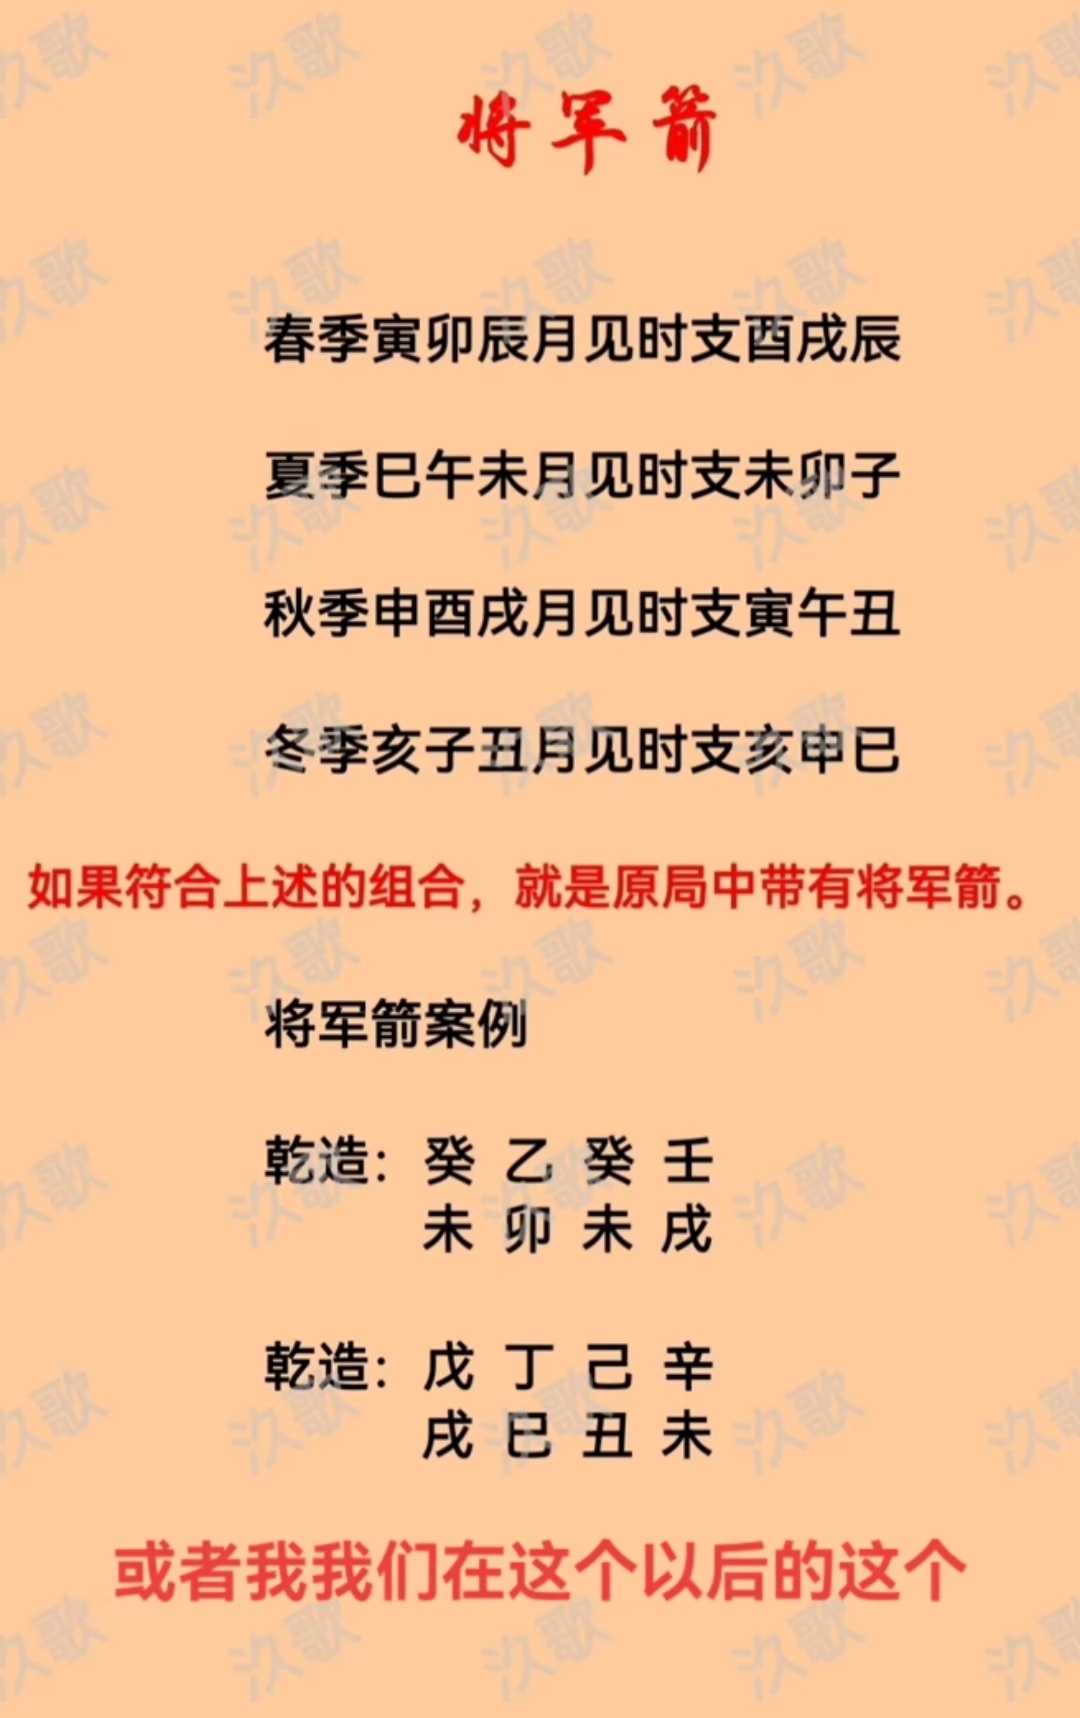 将军箭
春季寅卯辰月见时支酉戌辰
夏季巳午未月见时支未卯子
秋季申酉戌月见时支寅午丑
冬季亥子丑月见时支亥申巳
如果符合上述的组合，就是原局中带有将军箭。
将军箭案例
乾造：癸 乙 癸 壬
未 卯 未 戌
乾造：戊 丁 己 辛
戌 巳 丑 未
或者我我们在这个以后的这个
汣歌